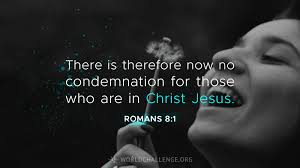 There is therefore now no
condemnation for those
who are in Christ Jesus.
ROMANS 8:1
WORLDCHALLENGE.ORG